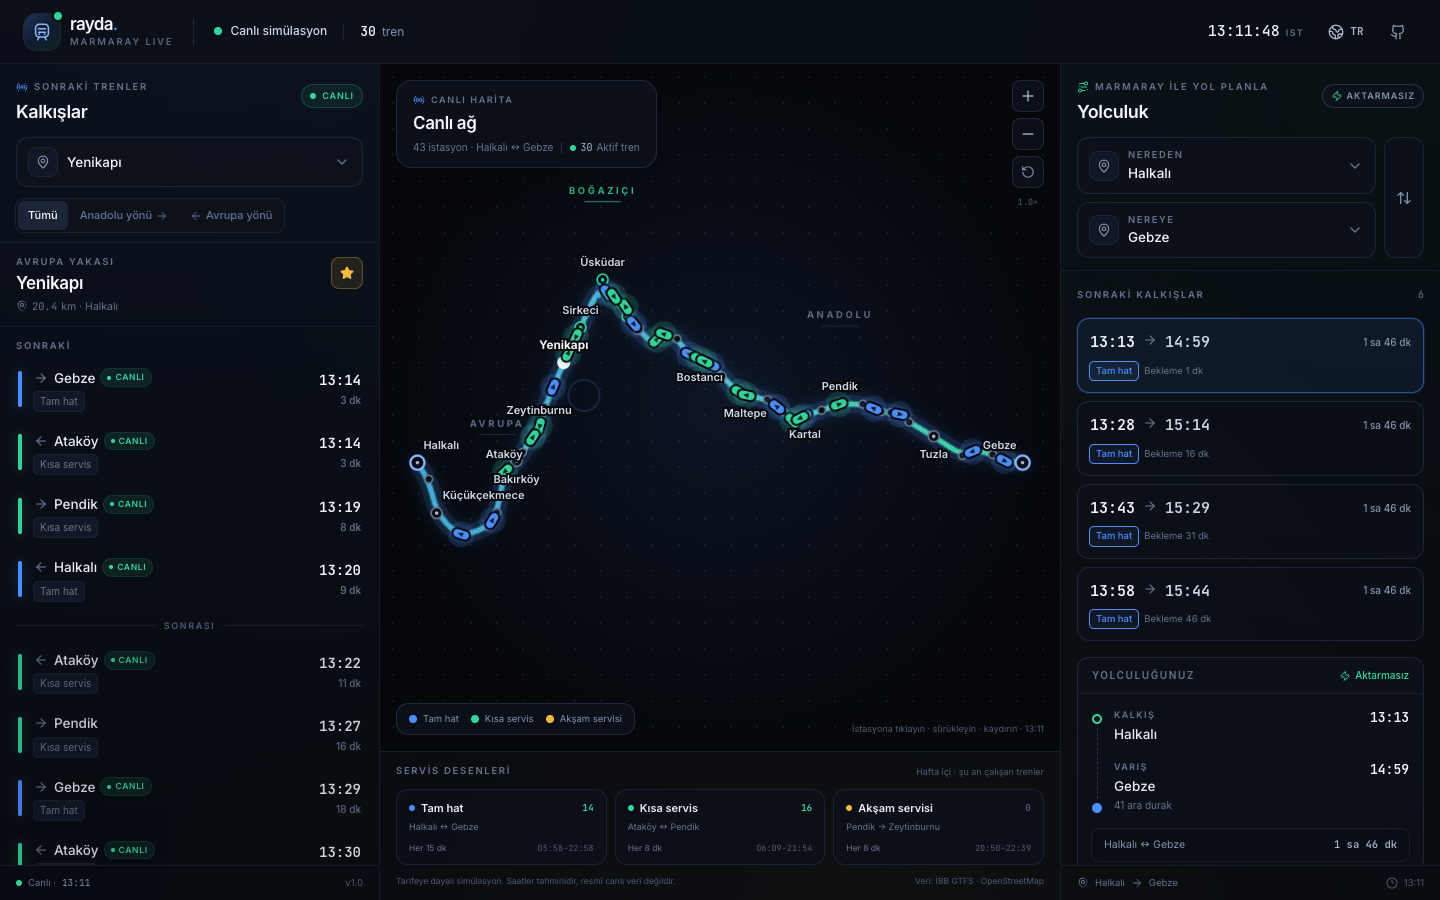 rayda.
MARMARAY LIVE
Canlı simülasyon
30 tren
13:11:48 IST
TR
SONRAKİ TRENLER
Kalkışlar
CANLI
Yenikapı
Tümü
Anadolu yönü →
← Avrupa yönü
AVRUPA YAKASI
Yenikapı
20.4 km · Halkalı
SONRAKİ
→ Gebze CANLI 13:14
Tam hat 3 dk
← Ataköy CANLI 13:14
Kısa servis 3 dk
→ Pendik CANLI 13:19
Kısa servis 8 dk
← Halkalı CANLI 13:20
Tam hat 9 dk
SONRASI
← Ataköy CANLI 13:22
Kısa servis 11 dk
→ Pendik 13:27
Kısa servis 16 dk
→ Gebze CANLI 13:29
Tam hat 18 dk
← Ataköy CANLI 13:30
Canlı · 13:11
v1.0
CANLI HARİTA
Canlı ağ
43 istasyon · Halkalı ↔ Gebze
30 Aktif tren
1.0×
BOĞAZİÇİ
Üsküdar
Sirkeci
ANADOLU
Yenikapı
Bostancı
Pendik
Zeytinburnu
Maltepe
AVRUPA
Kartal
Halkalı
Gebze
Ataköy
Tuzla
Bakırköy
Küçükçekmece
Tam hat
Kısa servis
Akşam servisi
İstasyona tıklayın · sürükleyin · kaydırın · 13:11
SERVİS DESENLERİ
Hafta içi · şu an çalışan trenler
Tam hat 14
Halkalı ↔ Gebze
Her 15 dk 05:58–22:58
Kısa servis 16
Ataköy ↔ Pendik
Her 8 dk 06:09–21:54
Akşam servisi 0
Pendik → Zeytinburnu
Her 8 dk 20:50–22:39
Tarifeye dayalı simülasyon. Saatler tahminidir, resmî canlı veri değildir.
Veri: İBB GTFS · OpenStreetMap
MARMARAY İLE YOL PLANLA
Yolculuk
AKTARMASIZ
NEREDEN
Halkalı
NEREYE
Gebze
SONRAKİ KALKIŞLAR 6
13:13 → 14:59 1 sa 46 dk
Tam hat Bekleme 1 dk
13:28 → 15:14 1 sa 46 dk
Tam hat Bekleme 16 dk
13:43 → 15:29 1 sa 46 dk
Tam hat Bekleme 31 dk
13:58 → 15:44 1 sa 46 dk
Tam hat Bekleme 46 dk
YOLCULUĞUNUZ
Aktarmasız
KALKIŞ 13:13
Halkalı
VARIŞ 14:59
Gebze
41 ara durak
Halkalı ↔ Gebze 1 sa 46 dk
Halkalı → Gebze
13:11